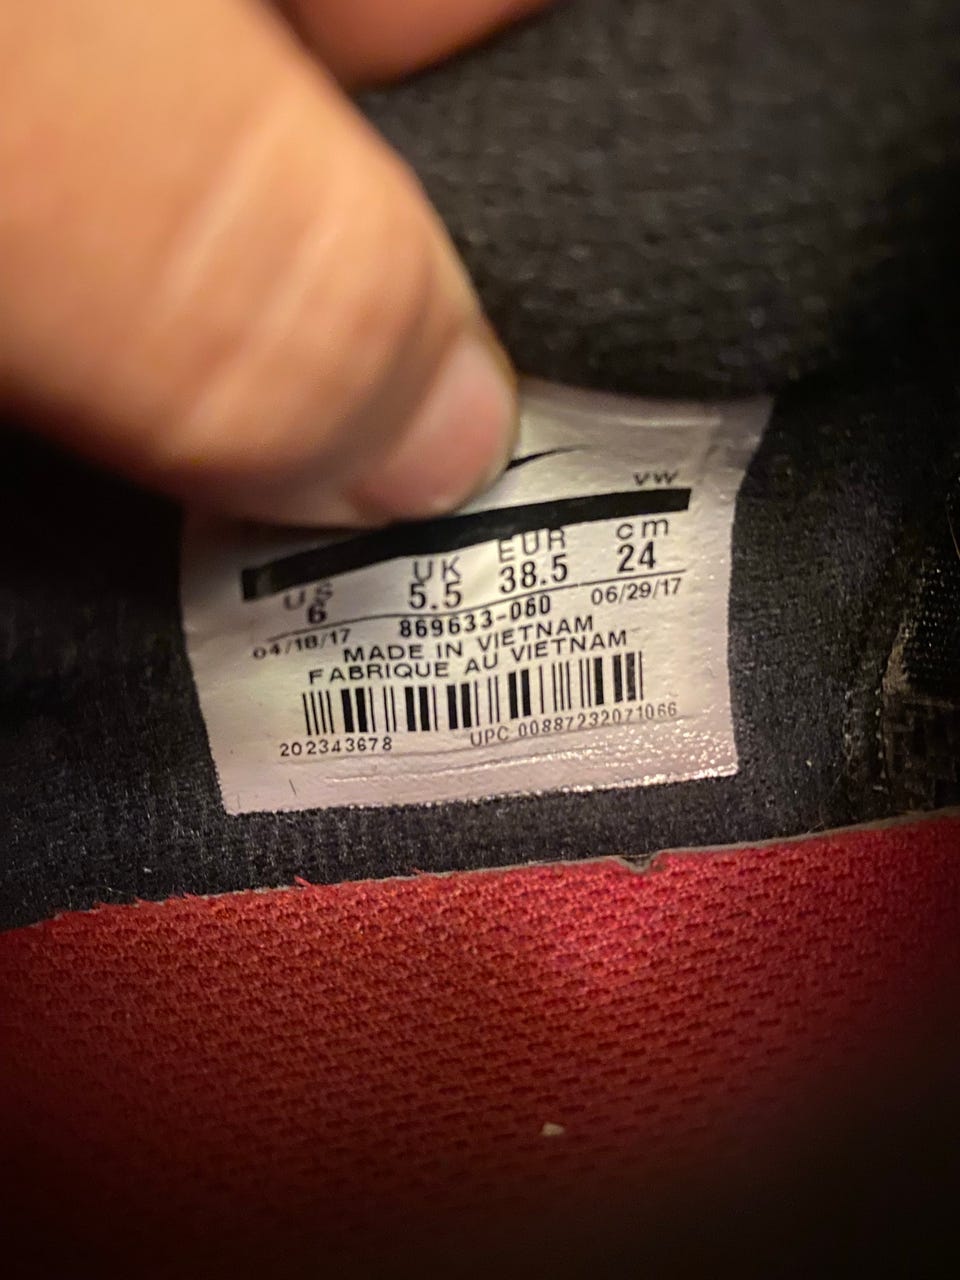 VW
US UK EUR cm
6 5.5 38.5 24
04/18/17 869633-060 06/29/17
MADE IN VIETNAM
FABRIQUE AU VIETNAM
202343678 UPC 00887232071066